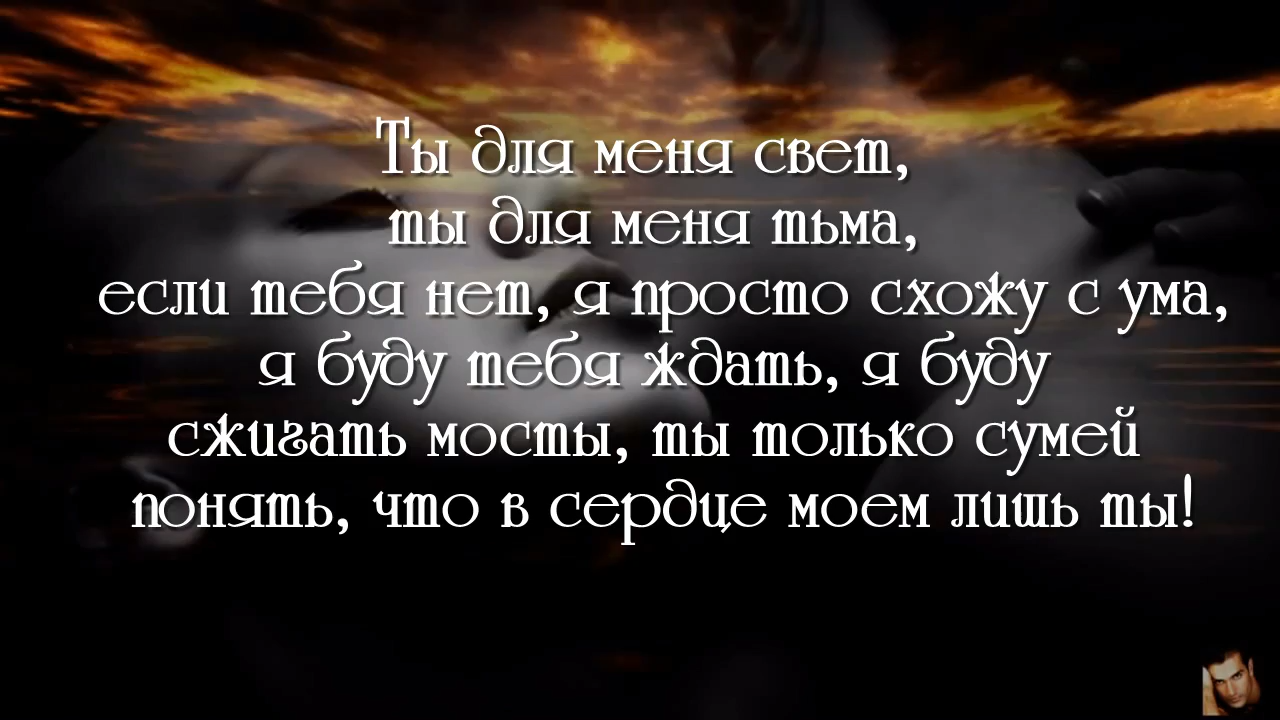 Ты для меня свет,
ты для меня тьма,
если тебя нет, я просто схожу с ума,
я буду тебя ждать, я буду
сжигать мосты, ты только сумей
понять, что в сердце моем лишь ты!